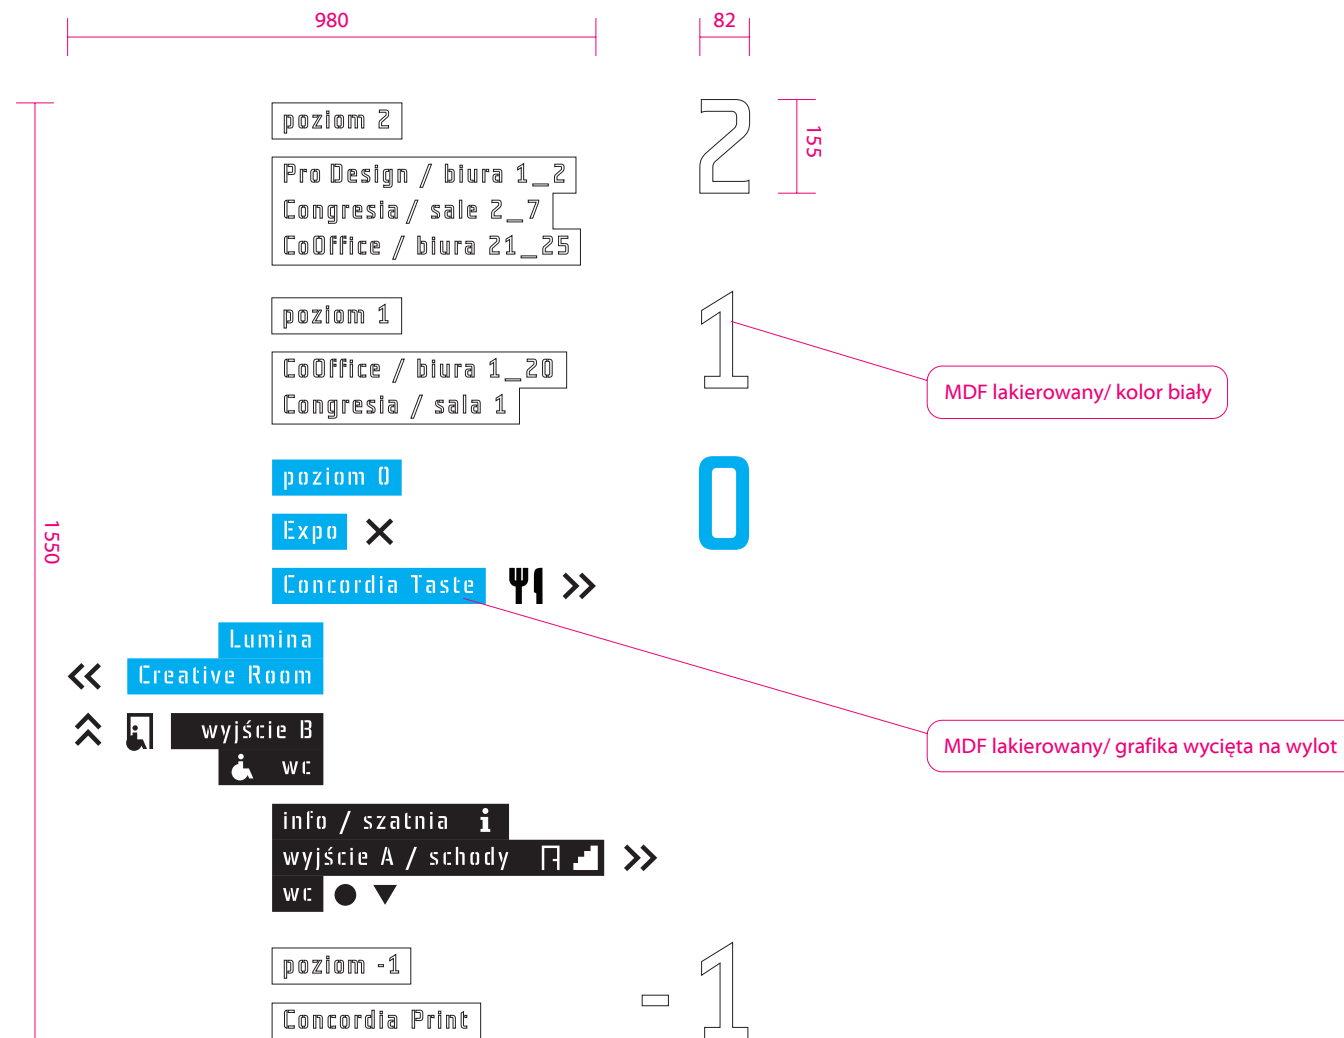 980
82
poziom 2
2
155
Pro Design / biura 1_2
Congresia / sale 2_7
CoOffice / biura 21_25
poziom 1
1
CoOffice / biura 1_20
Congresia / sala 1
MDF lakierowany/ kolor biały
poziom 0
0
Expo
1550
Concordia Taste
Lumina
Creative Room
wyjście B
wc
MDF lakierowany/ grafika wycięta na wylot
info / szatnia i
wyjście A / schody
wc
poziom -1
-1
Concordia Print